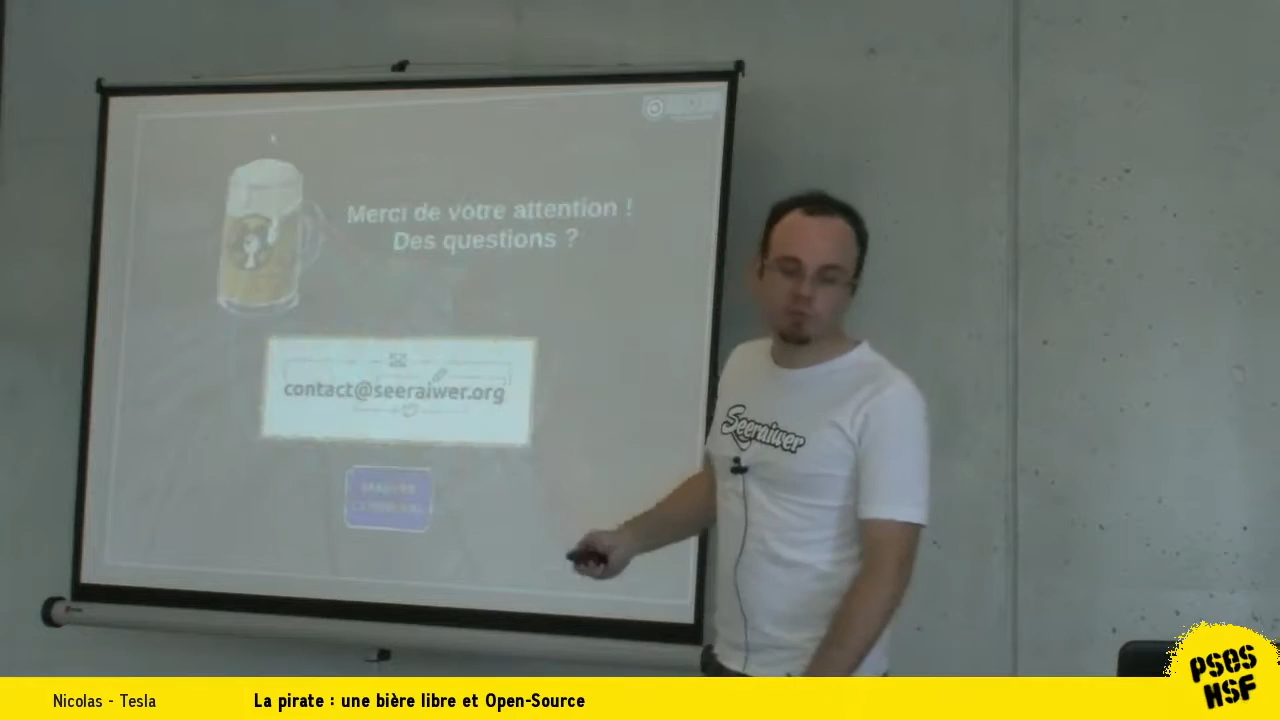 Merci de votre attention !
Des questions ?
contact@seeraiwer.org
Seeraiwer
Nicolas - Tesla
La pirate : une bière libre et Open-Source
PSES
HSF